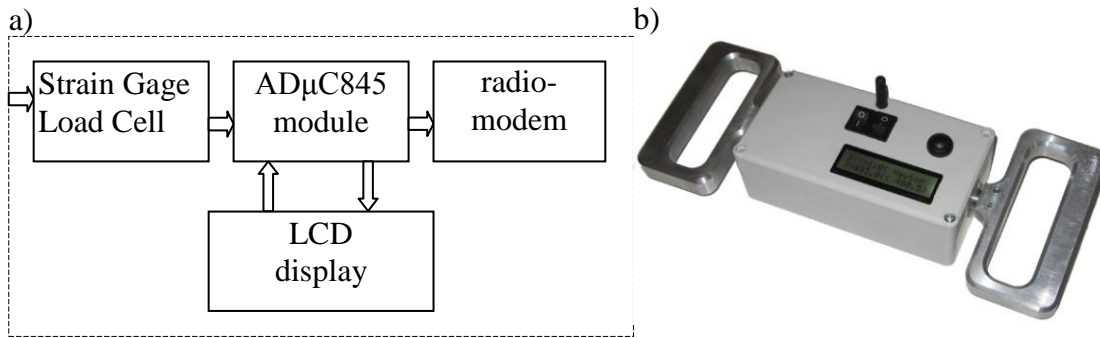 a)
b)
Strain Gage
Load Cell
ADμC845
module
radio-
modem
LCD
display